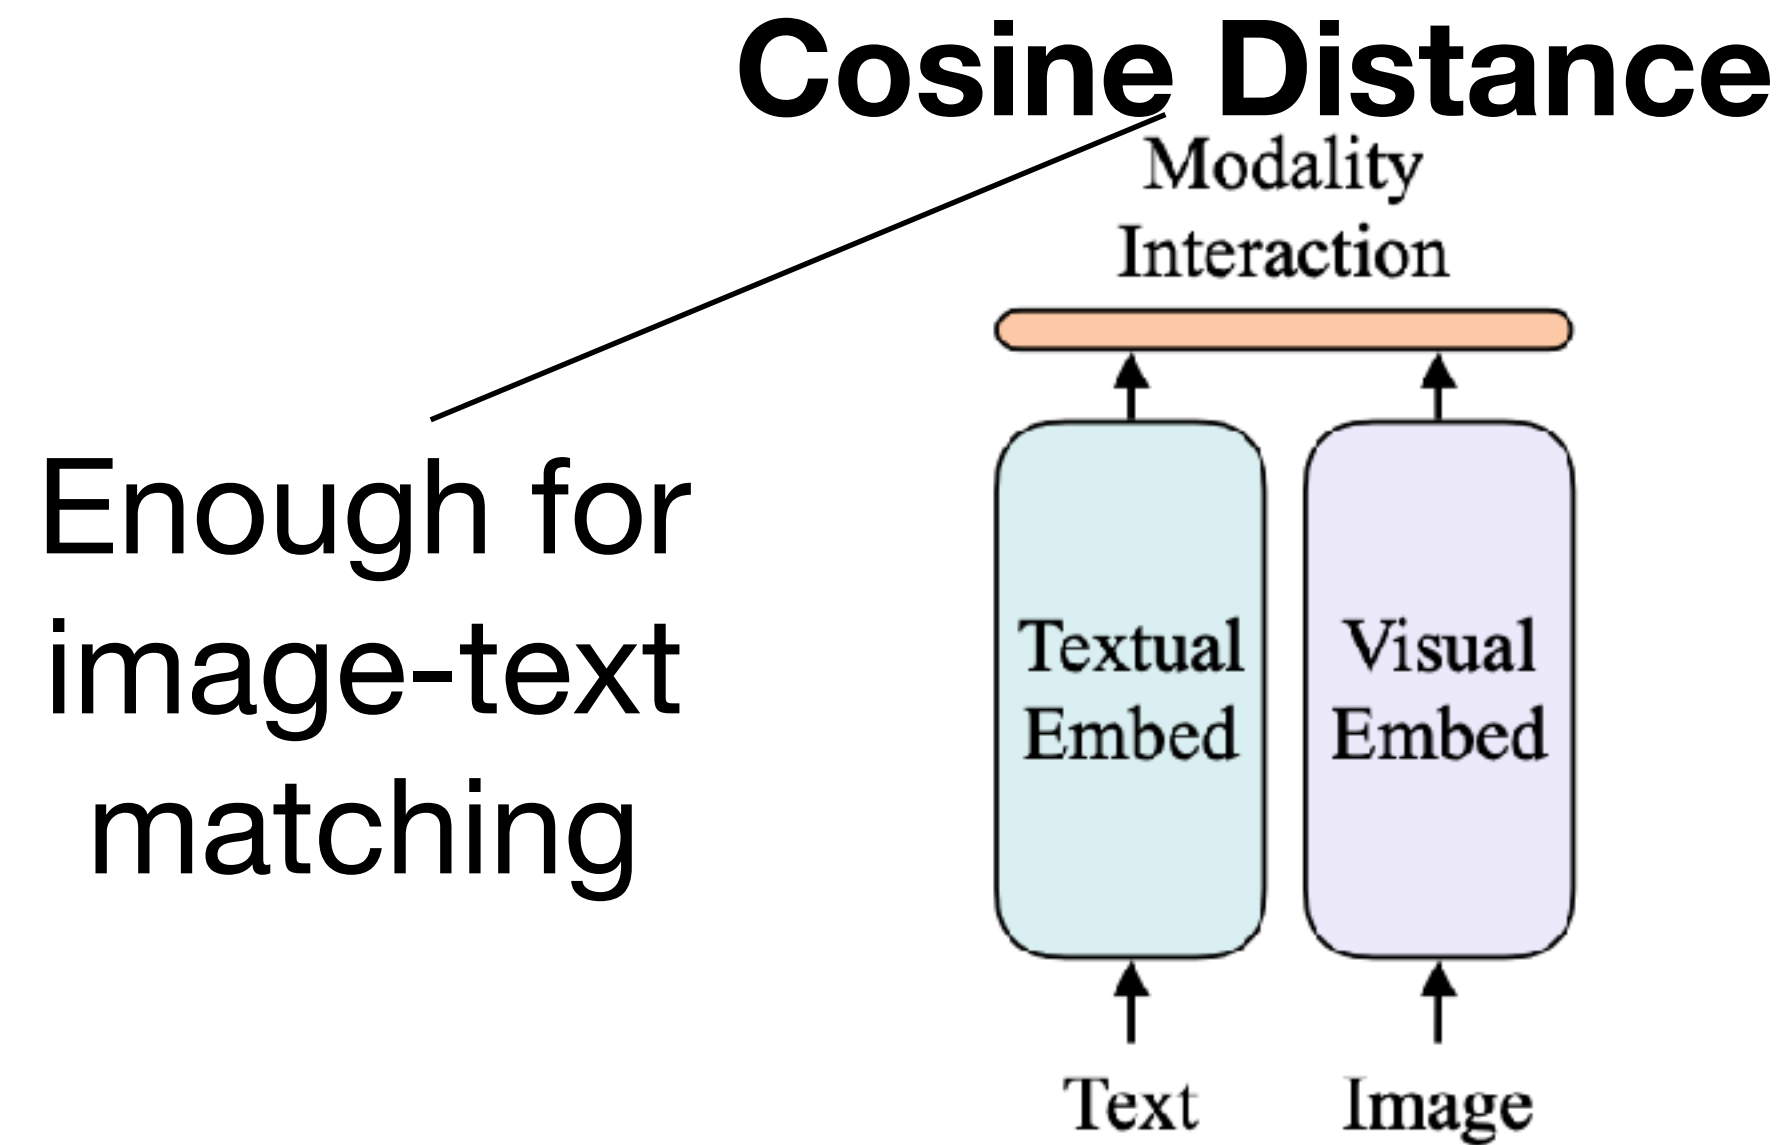 Cosine Distance
Modality
Interaction
Enough for
image-text
matching
Textual
Embed
Visual
Embed
Text
Image